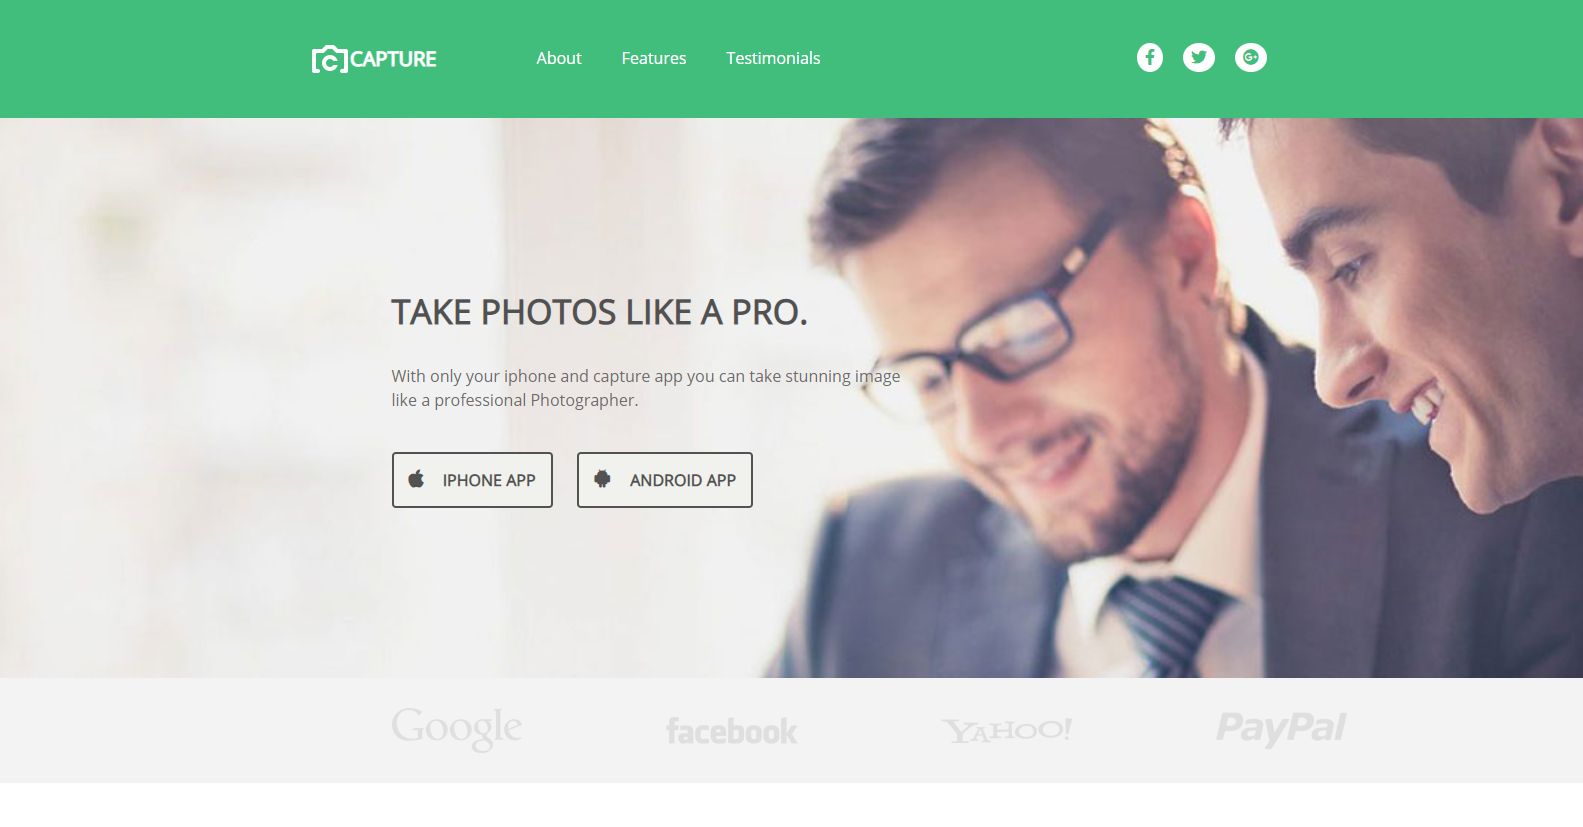 CAPTURE
About
Features
Testimonials
TAKE PHOTOS LIKE A PRO.
With only your iphone and capture app you can take stunning image
like a professional Photographer.
IPHONE APP
ANDROID APP
Google
facebook
YAHOO!
PayPal